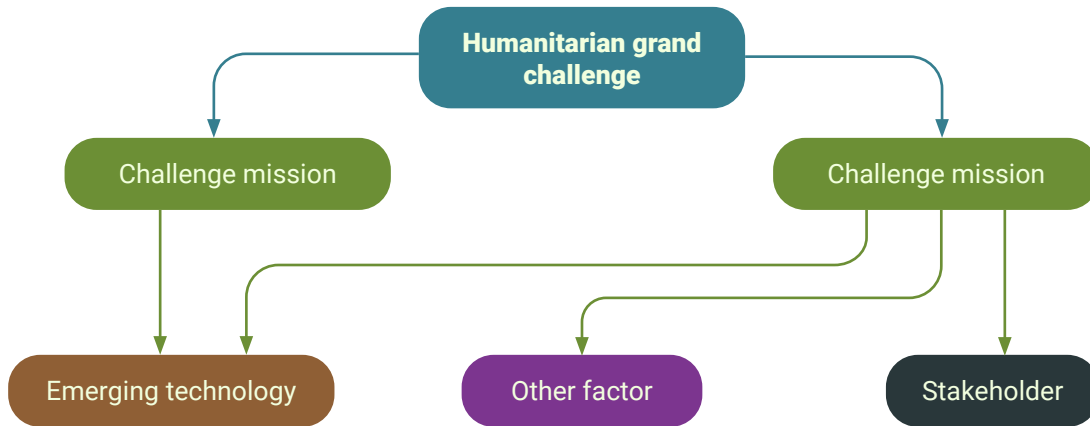 Humanitarian grand
challenge
Challenge mission
Challenge mission
Emerging technology
Other factor
Stakeholder